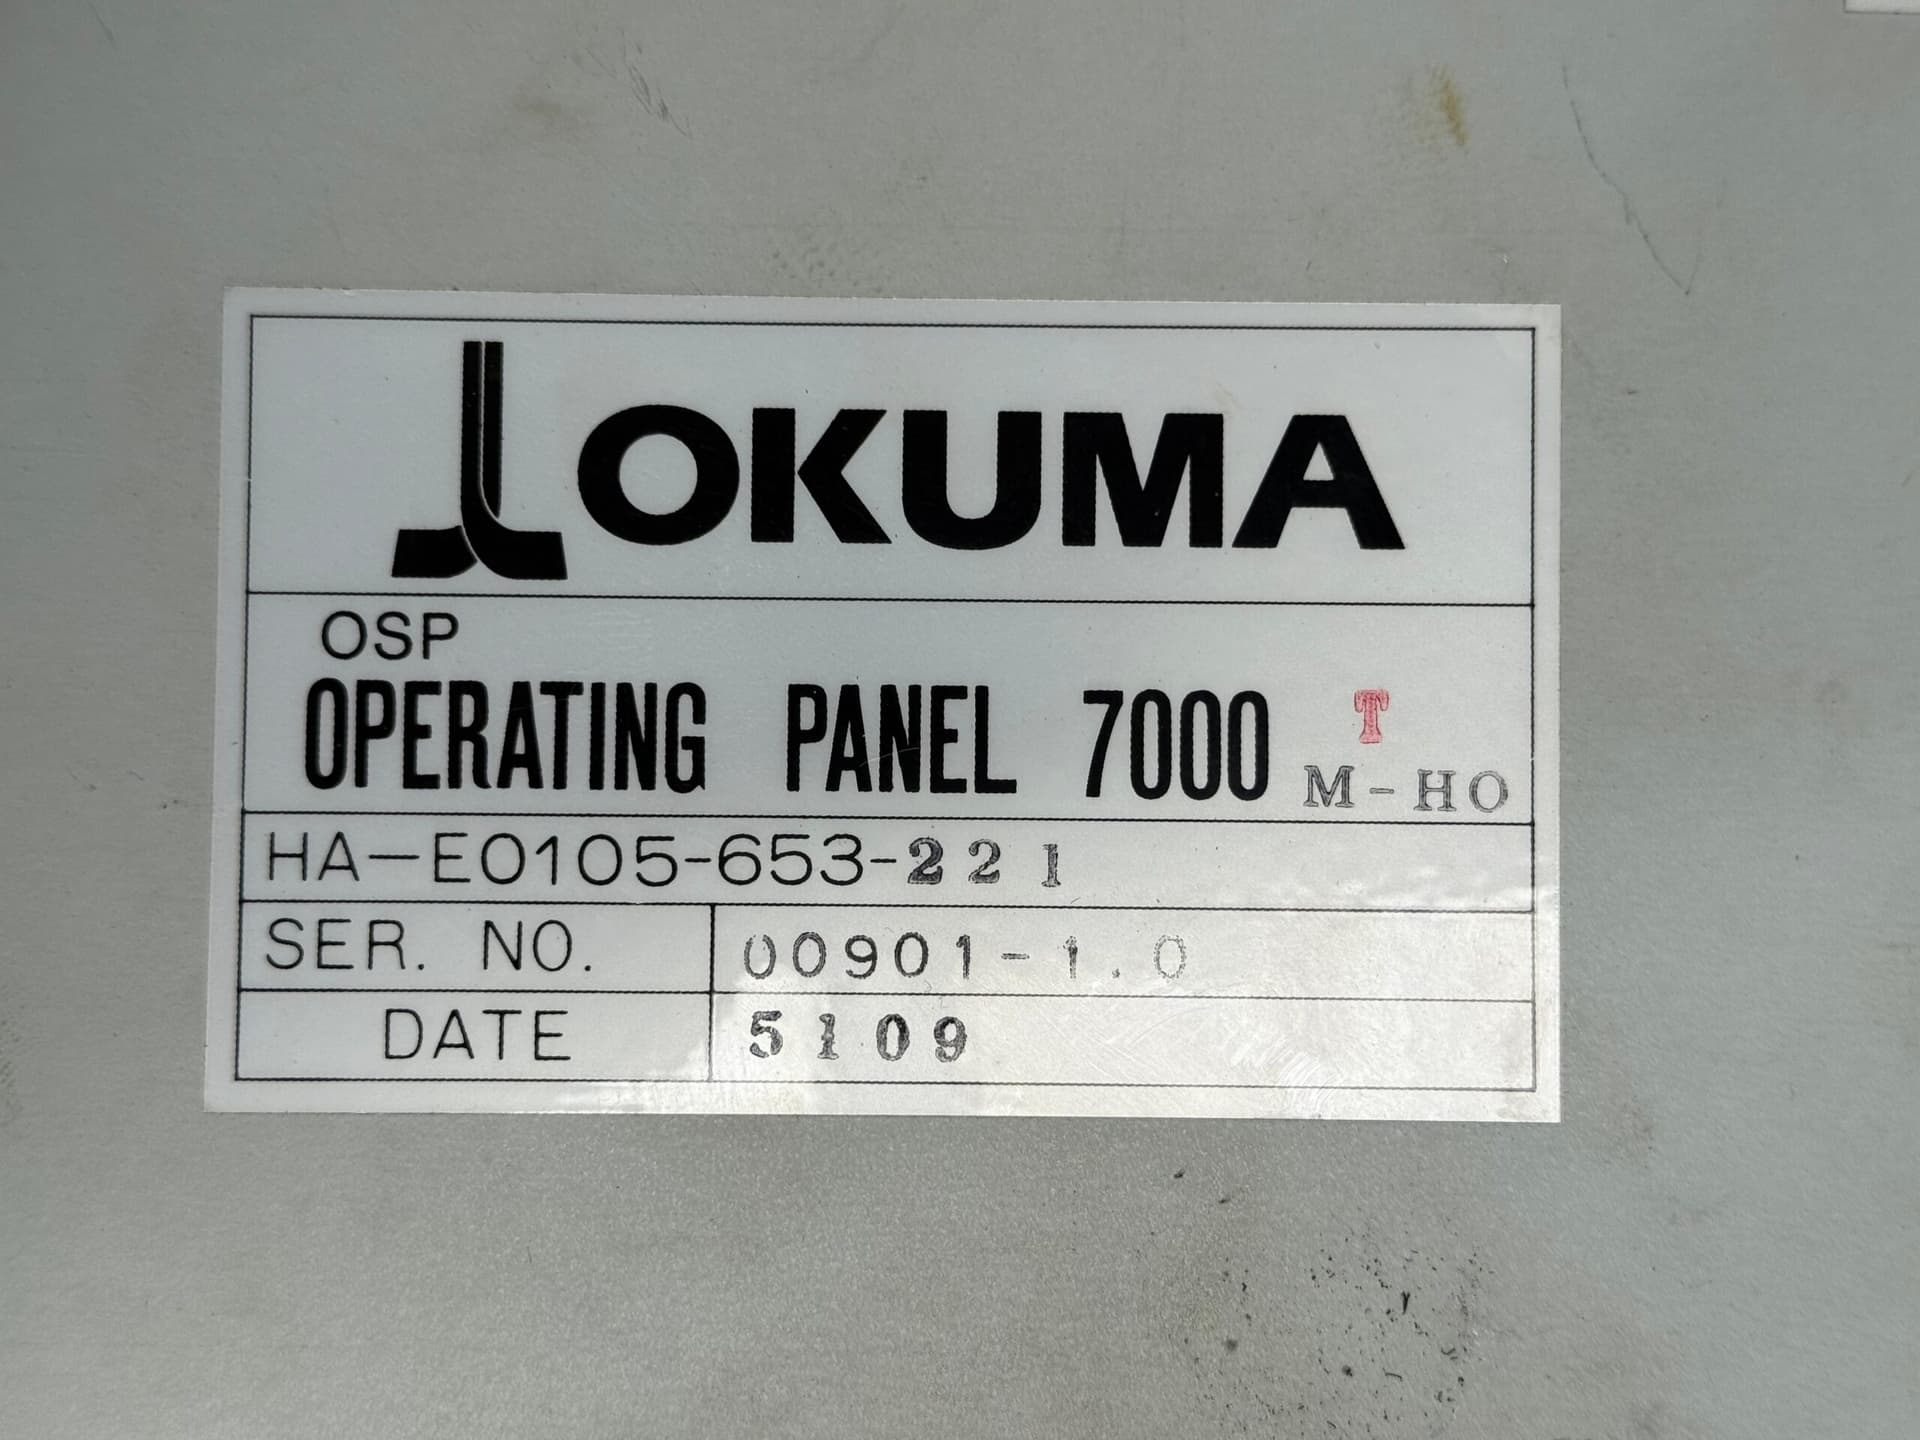 OKUMA
OSP
T
OPERATING PANEL 7000 M-HO
HA-E0105-653-221
SER. NO. 00901-1.0
DATE 5109